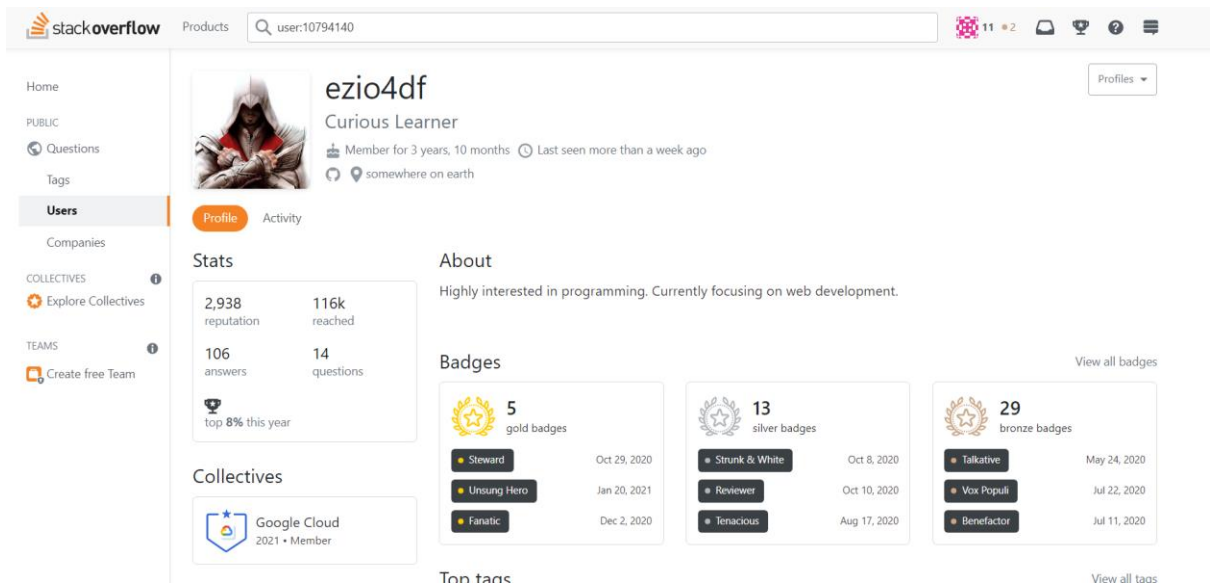 stackoverflow
Products
user:10794140
11 2
Home
PUBLIC
Questions
Tags
Users
Companies
COLLECTIVES
Explore Collectives
TEAMS
Create free Team
ezio4df
Curious Learner
Member for 3 years, 10 months Last seen more than a week ago
somewhere on earth
Profiles
Profile Activity
Stats
2,938 116k
reputation reached
106 14
answers questions
top 8% this year
Collectives
Google Cloud
2021 • Member
About
Highly interested in programming. Currently focusing on web development.
Badges View all badges
5
gold badges
Steward Oct 29, 2020
Unsung Hero Jan 20, 2021
Fanatic Dec 2, 2020
13
silver badges
Strunk & White Oct 8, 2020
Reviewer Oct 10, 2020
Tenacious Aug 17, 2020
29
bronze badges
Talkative May 24, 2020
Vox Populi Jul 22, 2020
Benefactor Jul 11, 2020
Top tags View all tags